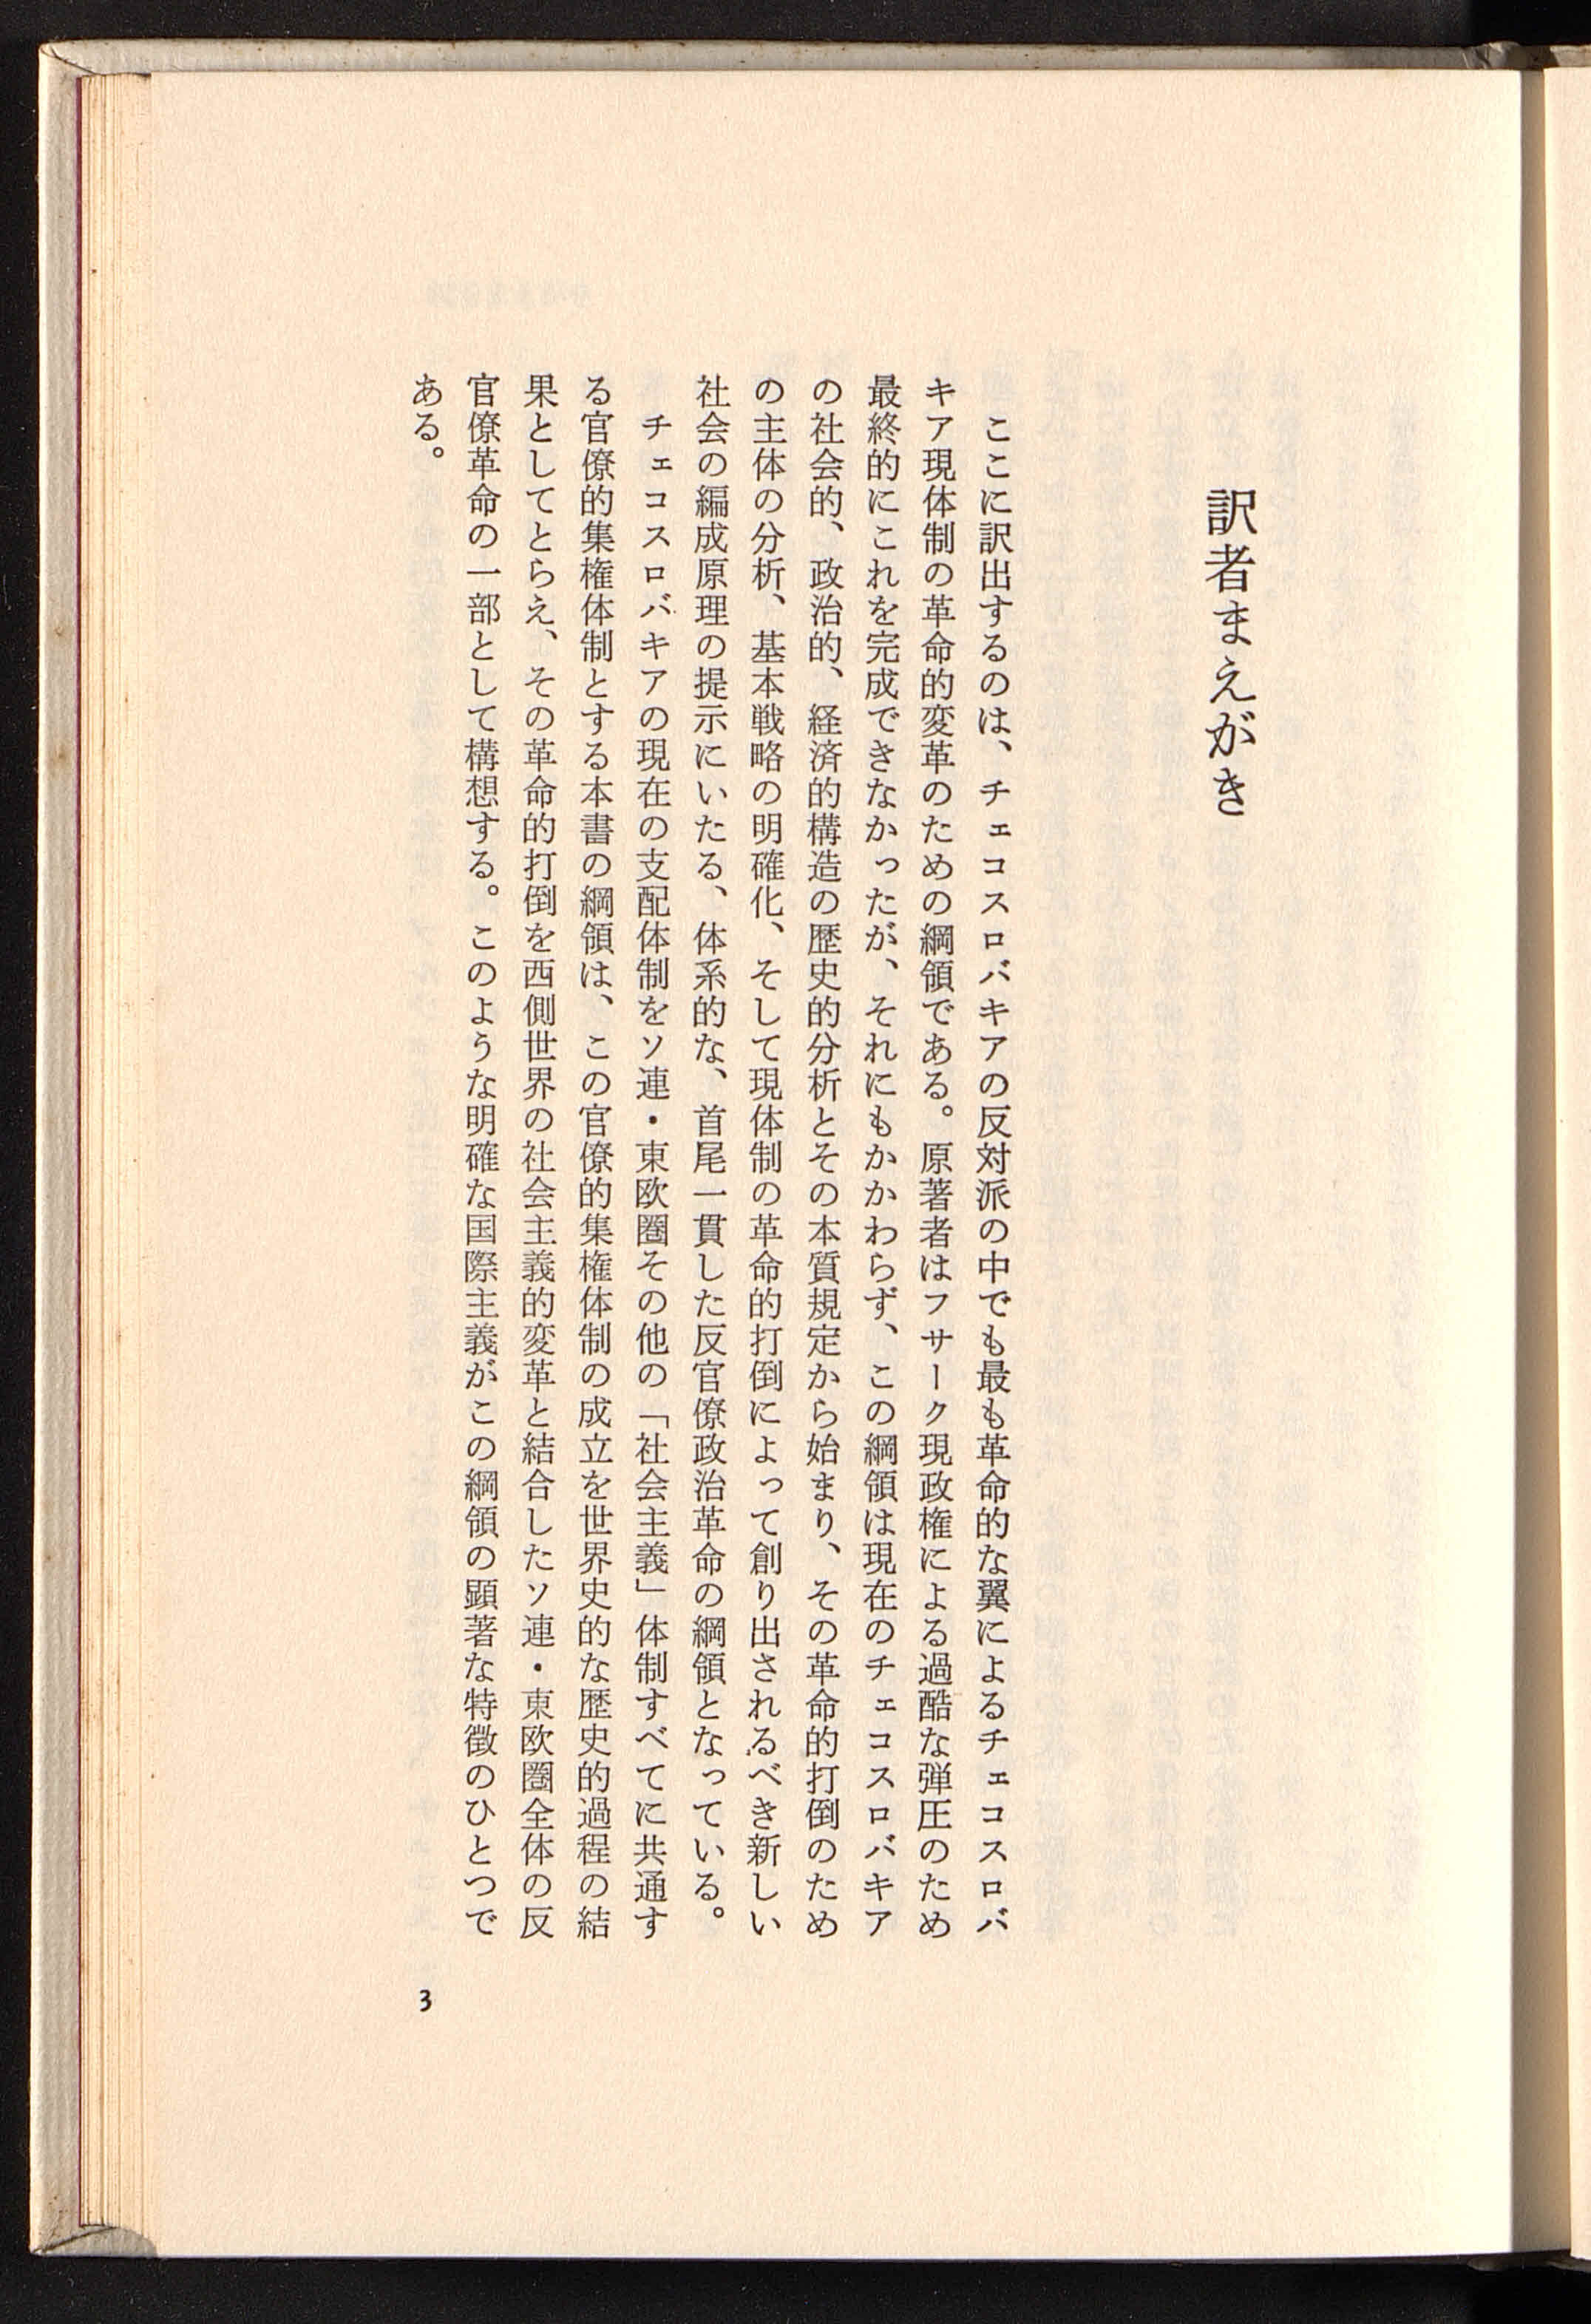 訳者まえがき
ここに訳出するのは、チェコスロバキアの反対派の中でも最も革命的な翼によるチェコスロバ
キア現体制の革命的変革のための綱領である。原著者はフサーク現政権による過酷な弾圧のため
最終的にこれを完成できなかったが、それにもかかわらず、この綱領は現在のチェコスロバキア
の社会的、政治的、経済的構造の歴史的分析とその本質規定から始まり、その革命的打倒のため
の主体の分析、基本戦略の明確化、そして現体制の革命的打倒によって創り出されるべき新しい
社会の編成原理の提示にいたる、体系的な、首尾一貫した反官僚政治革命の綱領となっている。
チェコスロバキアの現在の支配体制をソ連・東欧圏その他の「社会主義」体制すべてに共通す
る官僚的集権体制とする本書の綱領は、この官僚的集権体制の成立を世界史的な歴史的過程の結
果としてとらえ、その革命的打倒を西側世界の社会主義的変革と結合したソ連・東欧圏全体の反
官僚革命の一部として構想する。このような明確な国際主義がこの綱領の顕著な特徴のひとつで
ある。
3